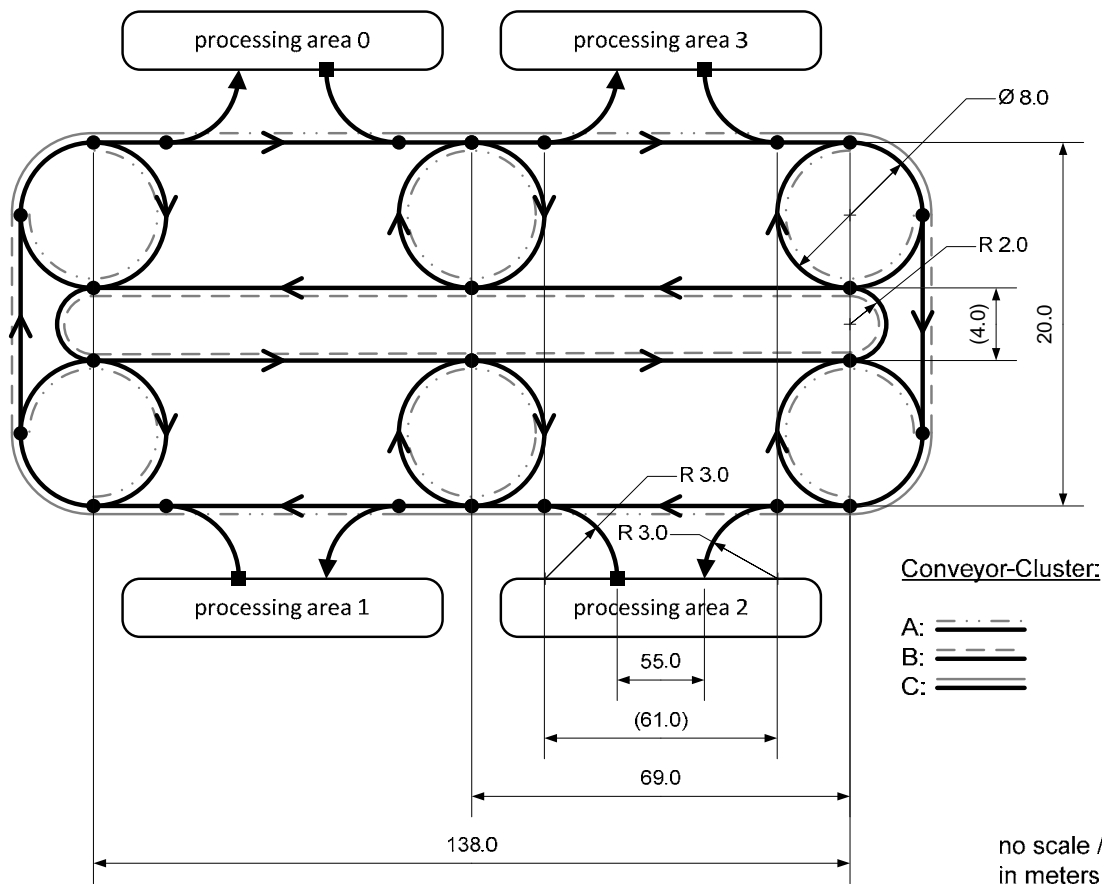 processing area 0
processing area 3
Ø 8.0
R 2.0
(4.0)
20.0
R 3.0
R 3.0
processing area 1
processing area 2
Conveyor-Cluster:
A:
B:
C:
55.0
(61.0)
69.0
138.0
no scale /
in meters